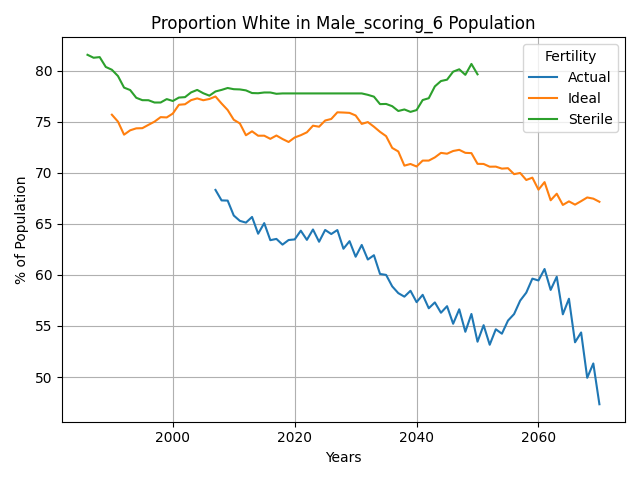 Proportion White in Male_scoring_6 Population
% of Population
80
75
70
65
60
55
50
2000
2020
2040
2060
Years
Fertility
Actual
Ideal
Sterile